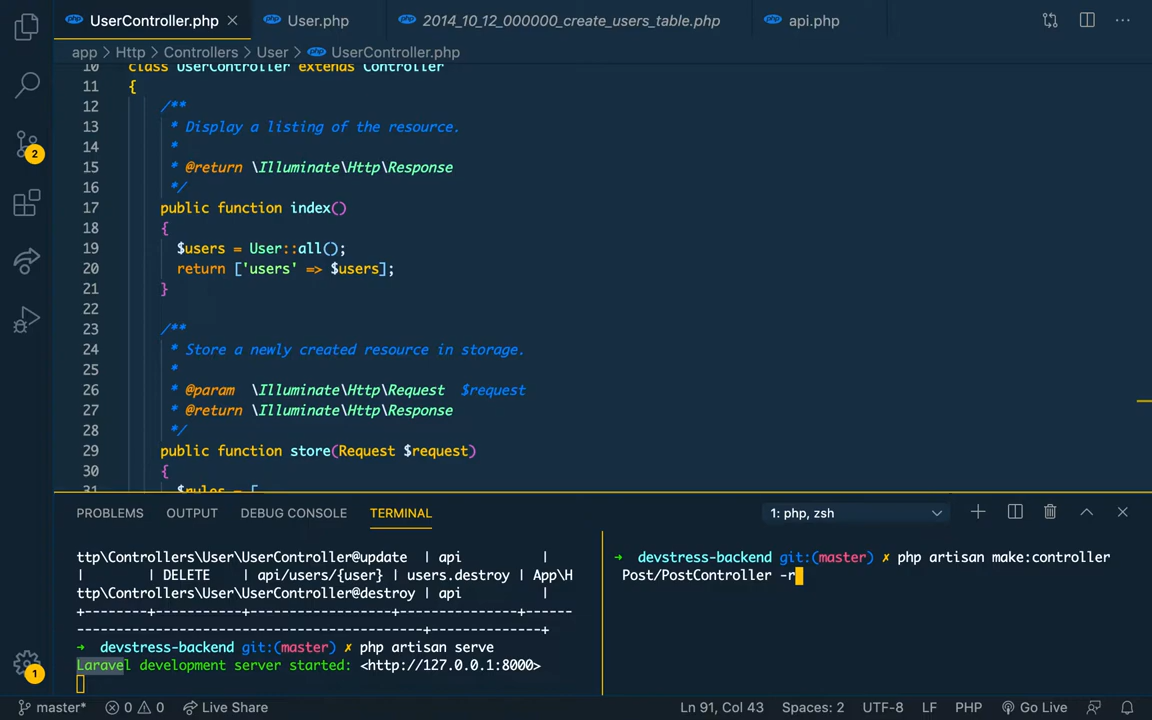 UserController.php
User.php
2014_10_12_000000_create_users_table.php
api.php
app > Http > Controllers > User > UserController.php
10 class UserController extends Controller
11 {
12 /**
13 * Display a listing of the resource.
14 *
15 * @return \Illuminate\Http\Response
16 */
17 public function index()
18 {
19 $users = User::all();
20 return ['users' => $users];
21 }
22
23 /**
24 * Store a newly created resource in storage.
25 *
26 * @param \Illuminate\Http\Request $request
27 * @return \Illuminate\Http\Response
28 */
29 public function store(Request $request)
30 {
31 $rules = [
2
1
PROBLEMS OUTPUT DEBUG CONSOLE TERMINAL
1: php, zsh
ttp\Controllers\User\UserController@update | api |
| | DELETE | api/users/{user} | users.destroy | App\H
ttp\Controllers\User\UserController@destroy | api |
+--------+-----------+-------------------+---------------+------
-------------------------------------------+--------------+
→ devstress-backend git:(master) ✗ php artisan serve
Laravel development server started: <http://127.0.0.1:8000>
→ devstress-backend git:(master) ✗ php artisan make:controller
Post/PostController -r
master* 0 0 Live Share Ln 91, Col 43 Spaces: 2 UTF-8 LF PHP Go Live